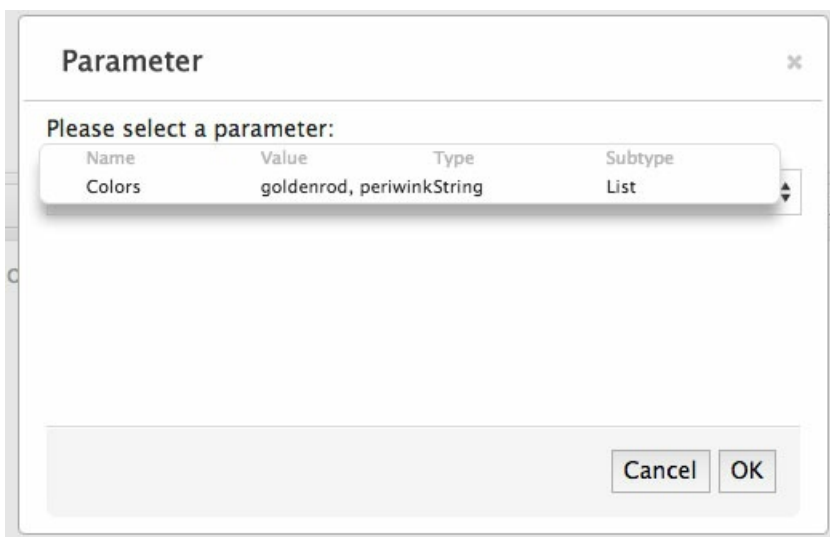 Parameter
Please select a parameter:
Name Value Type Subtype
Colors goldenrod, periwinkString List
Cancel OK